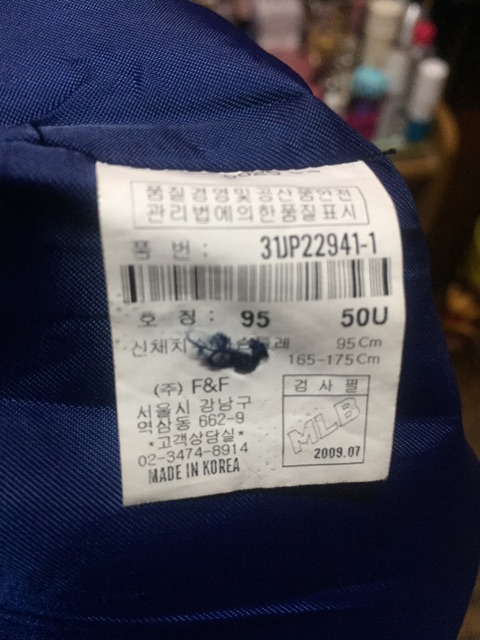 품질경영및공산품안전
관리법에의한품질표시
품 번 : 31JP22941-1
호 칭 : 95 50U
신체치 95Cm
165-175Cm
(주) F&F
서울시 강남구
역삼동 662-9
*고객상담실*
02-3474-8914
MADE IN KOREA
검 사 필
MLB
2009.07